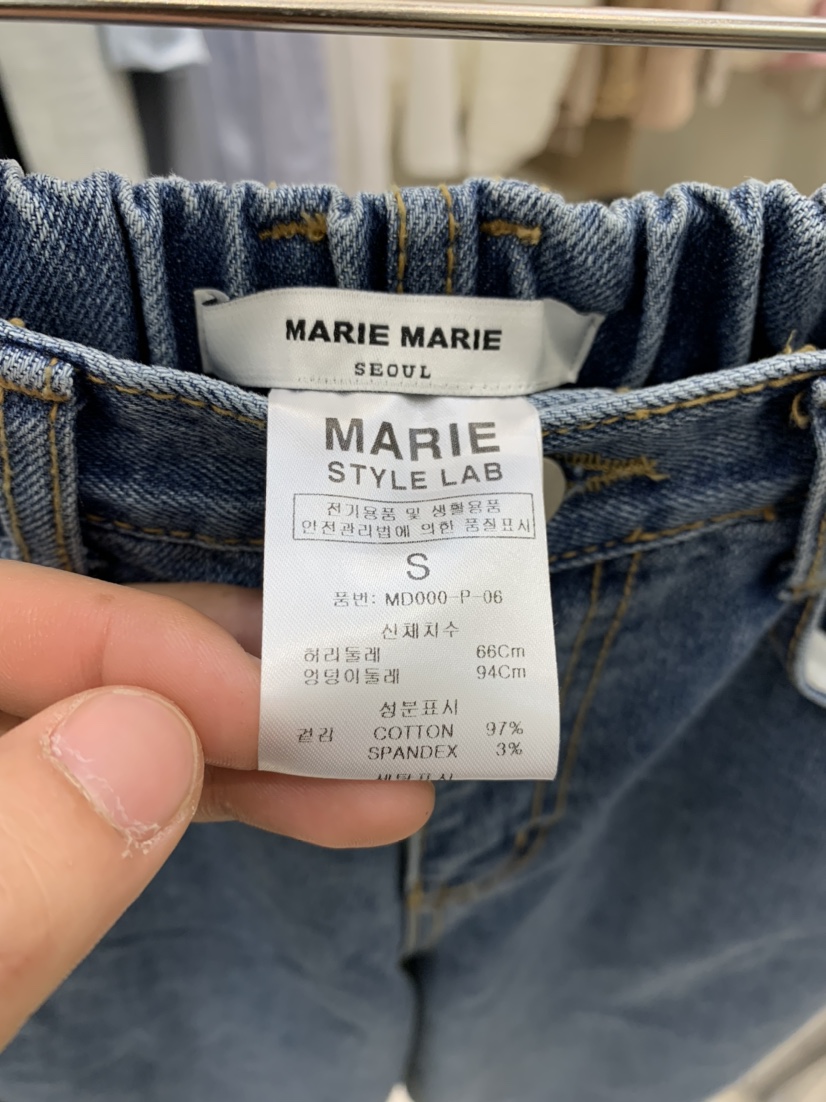 MARIE MARIE
SEOUL
MARIE
STYLE LAB
전기용품 및 생활용품
안전관리법에 의한 품질표시
S
품번: MD000-P-06
신체치수
허리둘레 66Cm
엉덩이둘레 94Cm
성분표시
겉감 COTTON 97%
SPANDEX 3%